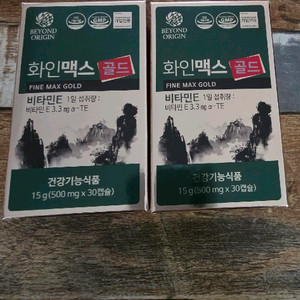 BEYOND
ORIGIN
GMP
화인맥스 골드
FINE MAX GOLD
비타민E 1일 섭취량:
비타민 E 3.3 mg α-TE
건강기능식품
15 g (500 mg x 30캡슐)
BEYOND
ORIGIN
GMP
화인맥스 골드
FINE MAX GOLD
비타민E 1일 섭취량:
비타민 E 3.3 mg α-TE
건강기능식품
15 g (500 mg x 30캡슐)